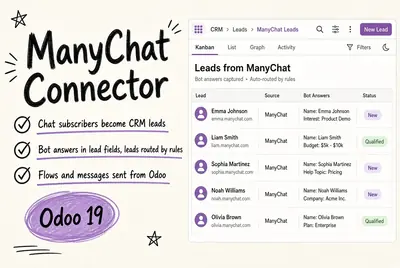 ManyChat
Connector
Chat subscribers become CRM leads
Bot answers in lead fields, leads routed by rules
Flows and messages sent from Odoo
Odoo 19
CRM › Leads › ManyChat Leads
New Lead
Kanban List Graph Activity
Filters
Leads from ManyChat
Bot answers captured • Auto-routed by rules
Lead Source Bot Answers Status
Emma Johnson ManyChat Name: Emma Johnson New
emma.manychat.com Interest: Product Demo
Liam Smith ManyChat Name: Liam Smith Qualified
liam.manychat.com Budget: $5k - $10k
Sophia Martinez ManyChat Name: Sophia Martinez New
sophie.manychat.com Help Topic: Pricing
Noah Williams ManyChat Name: Noah Williams New
noah.manychat.com Company: Acme Inc.
Olivia Brown ManyChat Name: Olivia Brown Qualified
olivia.manychat.com Plan: Enterprise